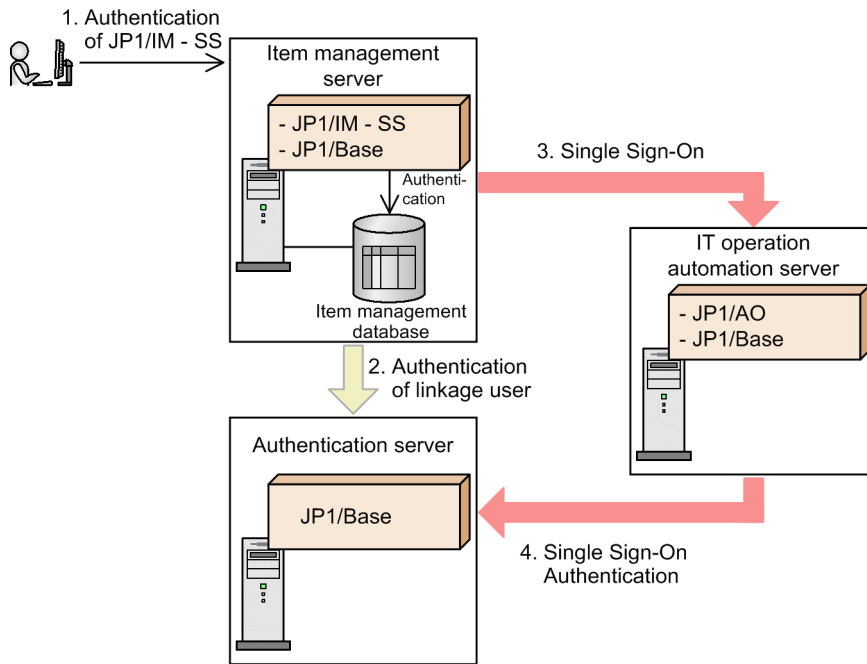 1. Authentication
of JP1/IM - SS
Item management
server
- JP1/IM - SS
- JP1/Base
Authenti-
cation
Item management
database
3. Single Sign-On
IT operation
automation server
- JP1/AO
- JP1/Base
2. Authentication
of linkage user
Authentication server
JP1/Base
4. Single Sign-On
Authentication